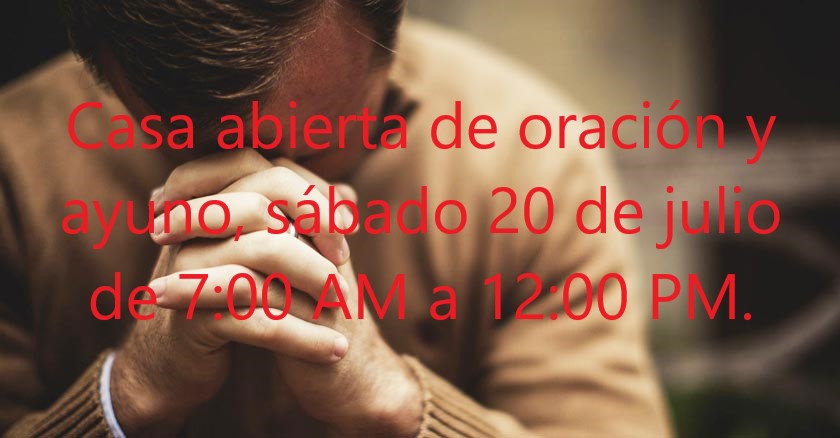 Casa abierta de oración y
ayuno, sábado 20 de julio
de 7:00 AM a 12:00 PM.